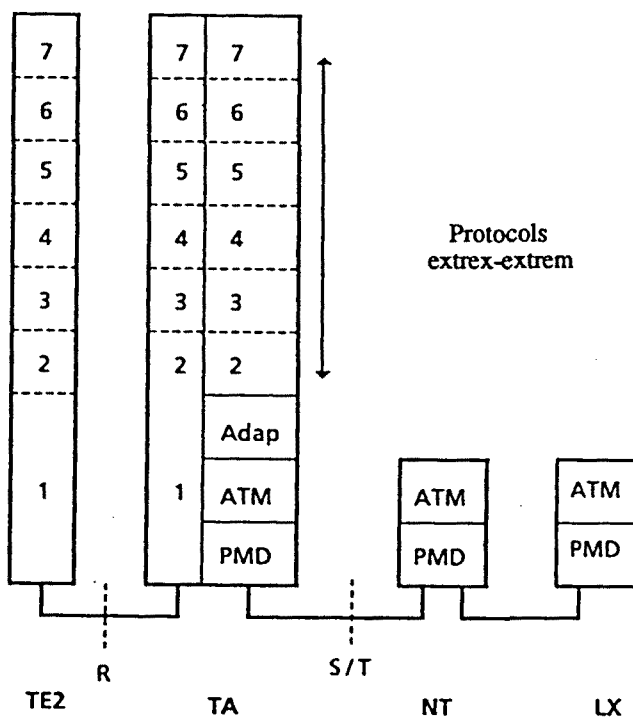 7 7 7
6 6 6
5 5 5
4 4 4
Protocols
extrex-extrem
3 3 3
2 2 2
Adap
1 1 ATM ATM ATM
PMD PMD PMD
R S/T
TE2 TA NT LX